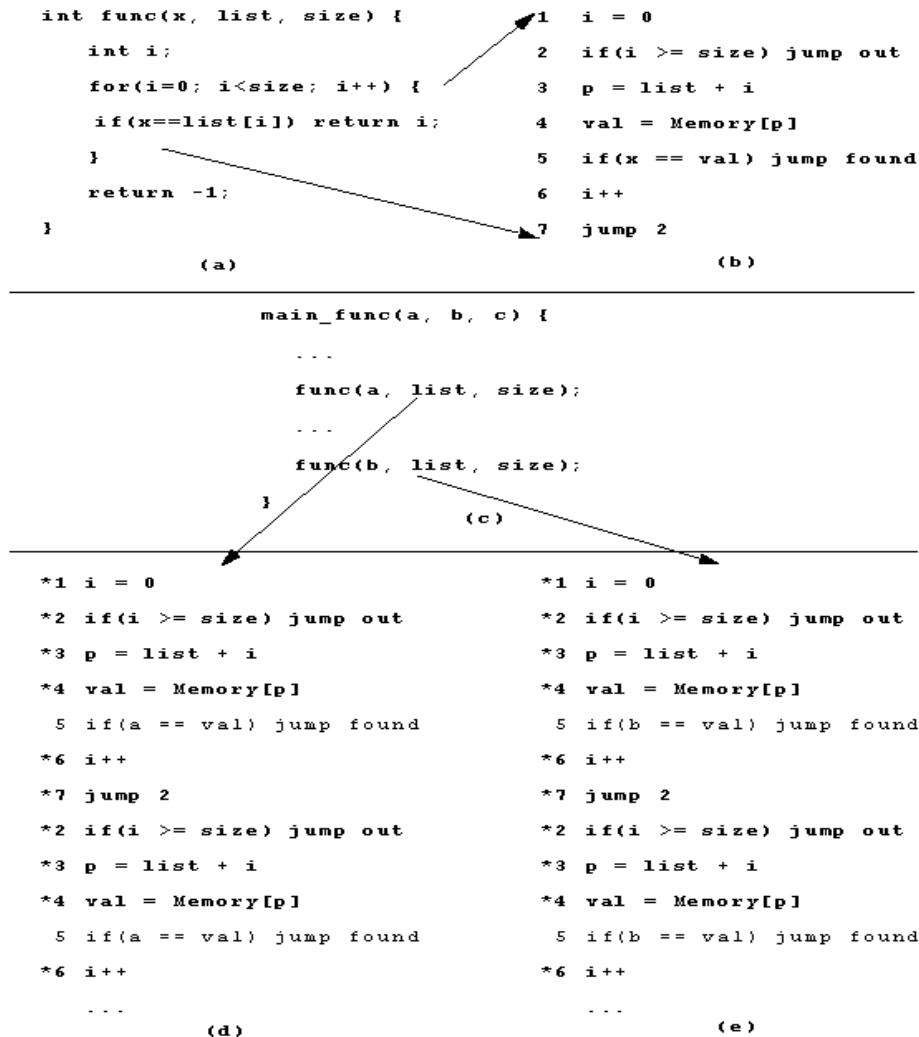 int func(x, list, size) {
int i;
for(i=0; i<size; i++) {
if(x==list[i]) return i;
}
return -1;
}
(a)
1 i = 0
2 if(i >= size) jump out
3 p = list + i
4 val = Memory[p]
5 if(x == val) jump found
6 i++
7 jump 2
(b)
main_func(a, b, c) {
...
func(a, list, size);
...
func(b, list, size);
}
(c)
*1 i = 0
*2 if(i >= size) jump out
*3 p = list + i
*4 val = Memory[p]
5 if(a == val) jump found
*6 i++
*7 jump 2
*2 if(i >= size) jump out
*3 p = list + i
*4 val = Memory[p]
5 if(a == val) jump found
*6 i++
...
(d)
*1 i = 0
*2 if(i >= size) jump out
*3 p = list + i
*4 val = Memory[p]
5 if(b == val) jump found
*6 i++
*7 jump 2
*2 if(i >= size) jump out
*3 p = list + i
*4 val = Memory[p]
5 if(b == val) jump found
*6 i++
...
(e)